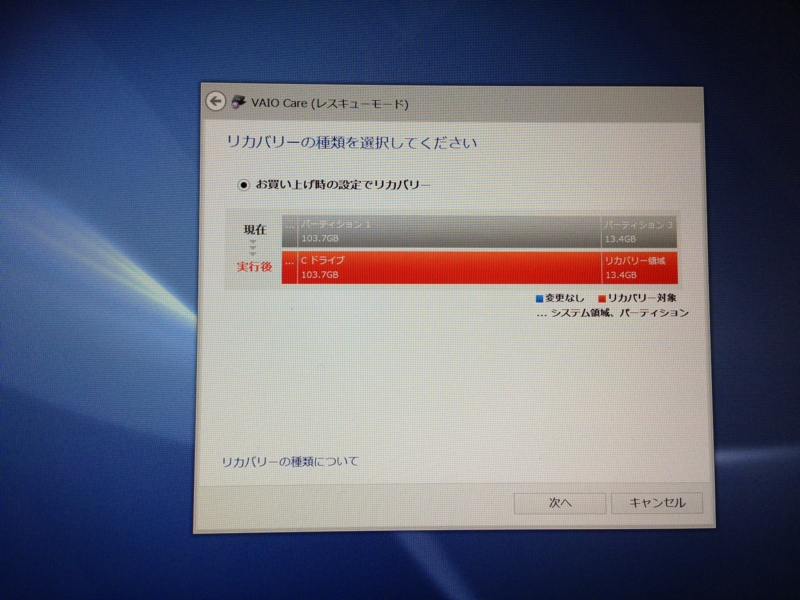 VAIO Care (レスキューモード)
リカバリーの種類を選択してください
お買い上げ時の設定でリカバリー
現在
... パーティション 1 パーティション 3
103.7GB 13.4GB
実行後
... C ドライブ リカバリー領域
103.7GB 13.4GB
変更なし リカバリー対象
... システム領域、パーティション
リカバリーの種類について
次へ キャンセル